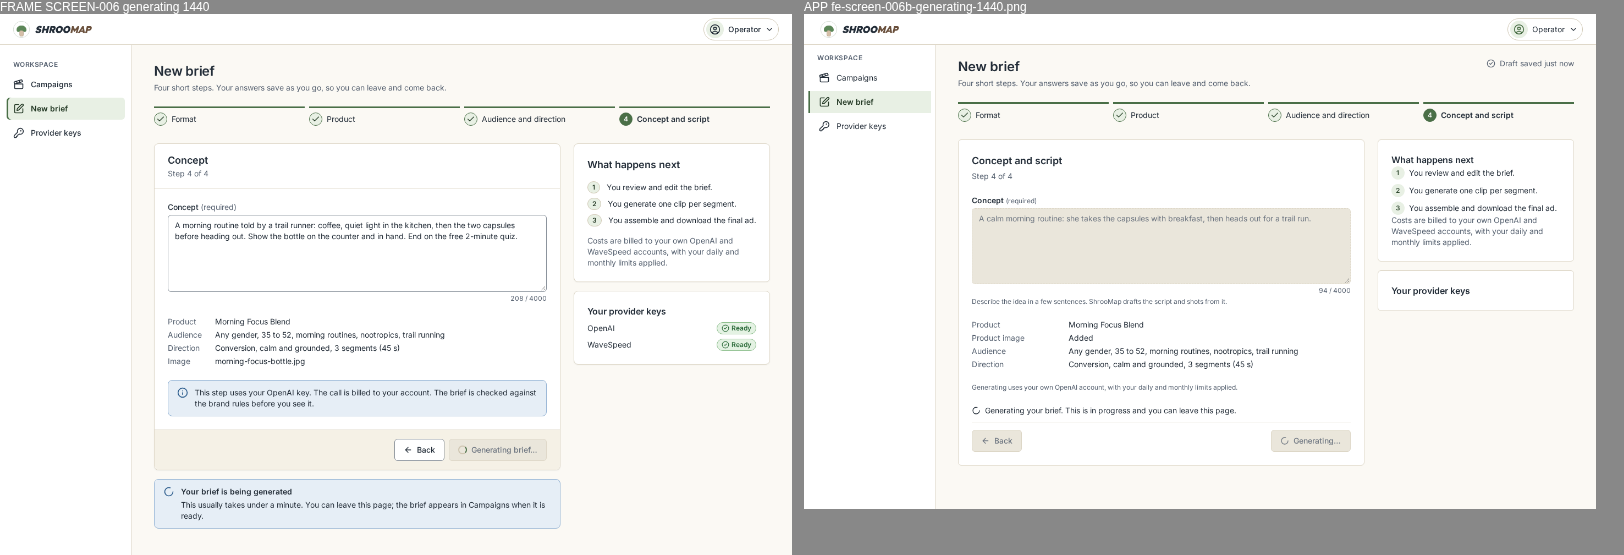 FRAME SCREEN-006 generating 1440
SHROOMAP
Operator
WORKSPACE
Campaigns
New brief
Provider keys
New brief
Four short steps. Your answers save as you go, so you can leave and come back.
Format
Product
Audience and direction
4 Concept and script
Concept
Step 4 of 4
Concept (required)
A morning routine told by a trail runner: coffee, quiet light in the kitchen, then the two capsules
before heading out. Show the bottle on the counter and in hand. End on the free 2-minute quiz.
208 / 4000
Product Morning Focus Blend
Audience Any gender, 35 to 52, morning routines, nootropics, trail running
Direction Conversion, calm and grounded, 3 segments (45 s)
Image morning-focus-bottle.jpg
This step uses your OpenAI key. The call is billed to your account. The brief is checked against
the brand rules before you see it.
Back
Generating brief...
Your brief is being generated
This usually takes under a minute. You can leave this page; the brief appears in Campaigns when it is
ready.
What happens next
1 You review and edit the brief.
2 You generate one clip per segment.
3 You assemble and download the final ad.
Costs are billed to your own OpenAI and
WaveSpeed accounts, with your daily and
monthly limits applied.
Your provider keys
OpenAI Ready
WaveSpeed Ready
APP fe-screen-006b-generating-1440.png
SHROOMAP
Operator
WORKSPACE
Campaigns
New brief
Provider keys
New brief
Draft saved just now
Four short steps. Your answers save as you go, so you can leave and come back.
Format
Product
Audience and direction
4 Concept and script
Concept and script
Step 4 of 4
Concept (required)
A calm morning routine: she takes the capsules with breakfast, then heads out for a trail run.
94 / 4000
Describe the idea in a few sentences. ShrooMap drafts the script and shots from it.
Product Morning Focus Blend
Product image Added
Audience Any gender, 35 to 52, morning routines, nootropics, trail running
Direction Conversion, calm and grounded, 3 segments (45 s)
Generating uses your own OpenAI account, with your daily and monthly limits applied.
Generating your brief. This is in progress and you can leave this page.
Back
Generating...
What happens next
1 You review and edit the brief.
2 You generate one clip per segment.
3 You assemble and download the final ad.
Costs are billed to your own OpenAI and
WaveSpeed accounts, with your daily and
monthly limits applied.
Your provider keys